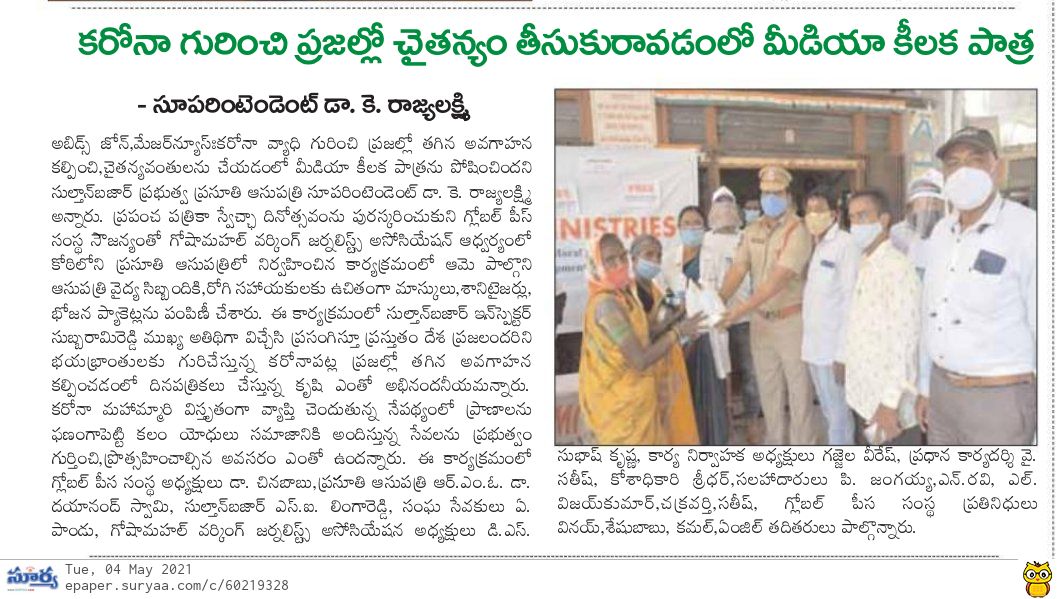 కరోనా గురించి ప్రజల్లో చైతన్యం తీసుకురావడంలో మీడియా కీలక పాత్ర
- సూపరింటెండెంట్ డా. కె. రాజ్యలక్ష్మి
అబిడ్స్ జోన్,మేజర్‌న్యూస్:కరోనా వ్యాధి గురించి ప్రజల్లో తగిన అవగాహన
కల్పించి,చైతన్యవంతులను చేయడంలో మీడియా కీలక పాత్రను పోషించిందని
సుల్తాన్‌బజార్ ప్రభుత్వ ప్రసూతి ఆసుపత్రి సూపరింటెండెంట్ డా. కె. రాజ్యలక్ష్మి
అన్నారు. ప్రపంచ పత్రికా స్వేచ్ఛా దినోత్సవంను పురస్కరించుకుని గ్లోబల్ పీస్
సంస్థ సౌజన్యంతో గోషామహల్ వర్కింగ్ జర్నలిస్ట్స్ అసోసియేషన్ ఆధ్వర్యంలో
కోఠిలోని ప్రసూతి ఆసుపత్రిలో నిర్వహించిన కార్యక్రమంలో ఆమె పాల్గొని
ఆసుపత్రి వైద్య సిబ్బందికి,రోగి సహాయకులకు ఉచితంగా మాస్కులు,శానిటైజర్లు,
భోజన ప్యాకెట్లను పంపిణీ చేశారు. ఈ కార్యక్రమంలో సుల్తాన్‌బజార్ ఇన్‌స్పెక్టర్
సుబ్బరామిరెడ్డి ముఖ్య అతిథిగా విచ్చేసి ప్రసంగిస్తూ ప్రస్తుతం దేశ ప్రజలందరిని
భయభ్రాంతులకు గురిచేస్తున్న కరోనాపట్ల ప్రజల్లో తగిన అవగాహన
కల్పించడంలో దినపత్రికలు చేస్తున్న కృషి ఎంతో అభినందనీయమన్నారు.
కరోనా మహామ్మారి విస్తృతంగా వ్యాప్తి చెందుతున్న నేపథ్యంలో ప్రాణాలను
ఫణంగాపెట్టి కలం యోధులు సమాజానికి అందిస్తున్న సేవలను ప్రభుత్వం
గుర్తించి,ప్రొత్సహించాల్సిన అవసరం ఎంతో ఉందన్నారు. ఈ కార్యక్రమంలో
గ్లోబల్ పీస సంస్థ అధ్యక్షులు డా. చినబాబు,ప్రసూతి ఆసుపత్రి ఆర్.ఎం.ఓ. డా.
దయానంద్ స్వామి, సుల్తాన్‌బజార్ ఎస్.ఐ. లింగారెడ్డి, సంఘ సేవకులు ఏ.
పాండు, గోషామహల్ వర్కింగ్ జర్నలిస్ట్స్ అసోసియేషన అధ్యక్షులు డి.ఎస్.
NISTRIES
సుభాష్ కృష్ణ, కార్య నిర్వాహక అధ్యక్షులు గజ్జెల వీరేష్, ప్రధాన కార్యదర్శి వై.
సతీష్, కోశాధికారి శ్రీధర్,సలహాదారులు పి. జంగయ్య,ఎన్.రవి, ఎల్.
విజయ్‌కుమార్,చక్రవర్తి,సతీష్, గ్లోబల్ పీస సంస్థ ప్రతినిధులు
వినయ్,శేషుబాబు, కమల్,ఏంజిల్ తదితరులు పాల్గొన్నారు.
సూర్య
Tue, 04 May 2021
epaper.suryaa.com/c/60219328